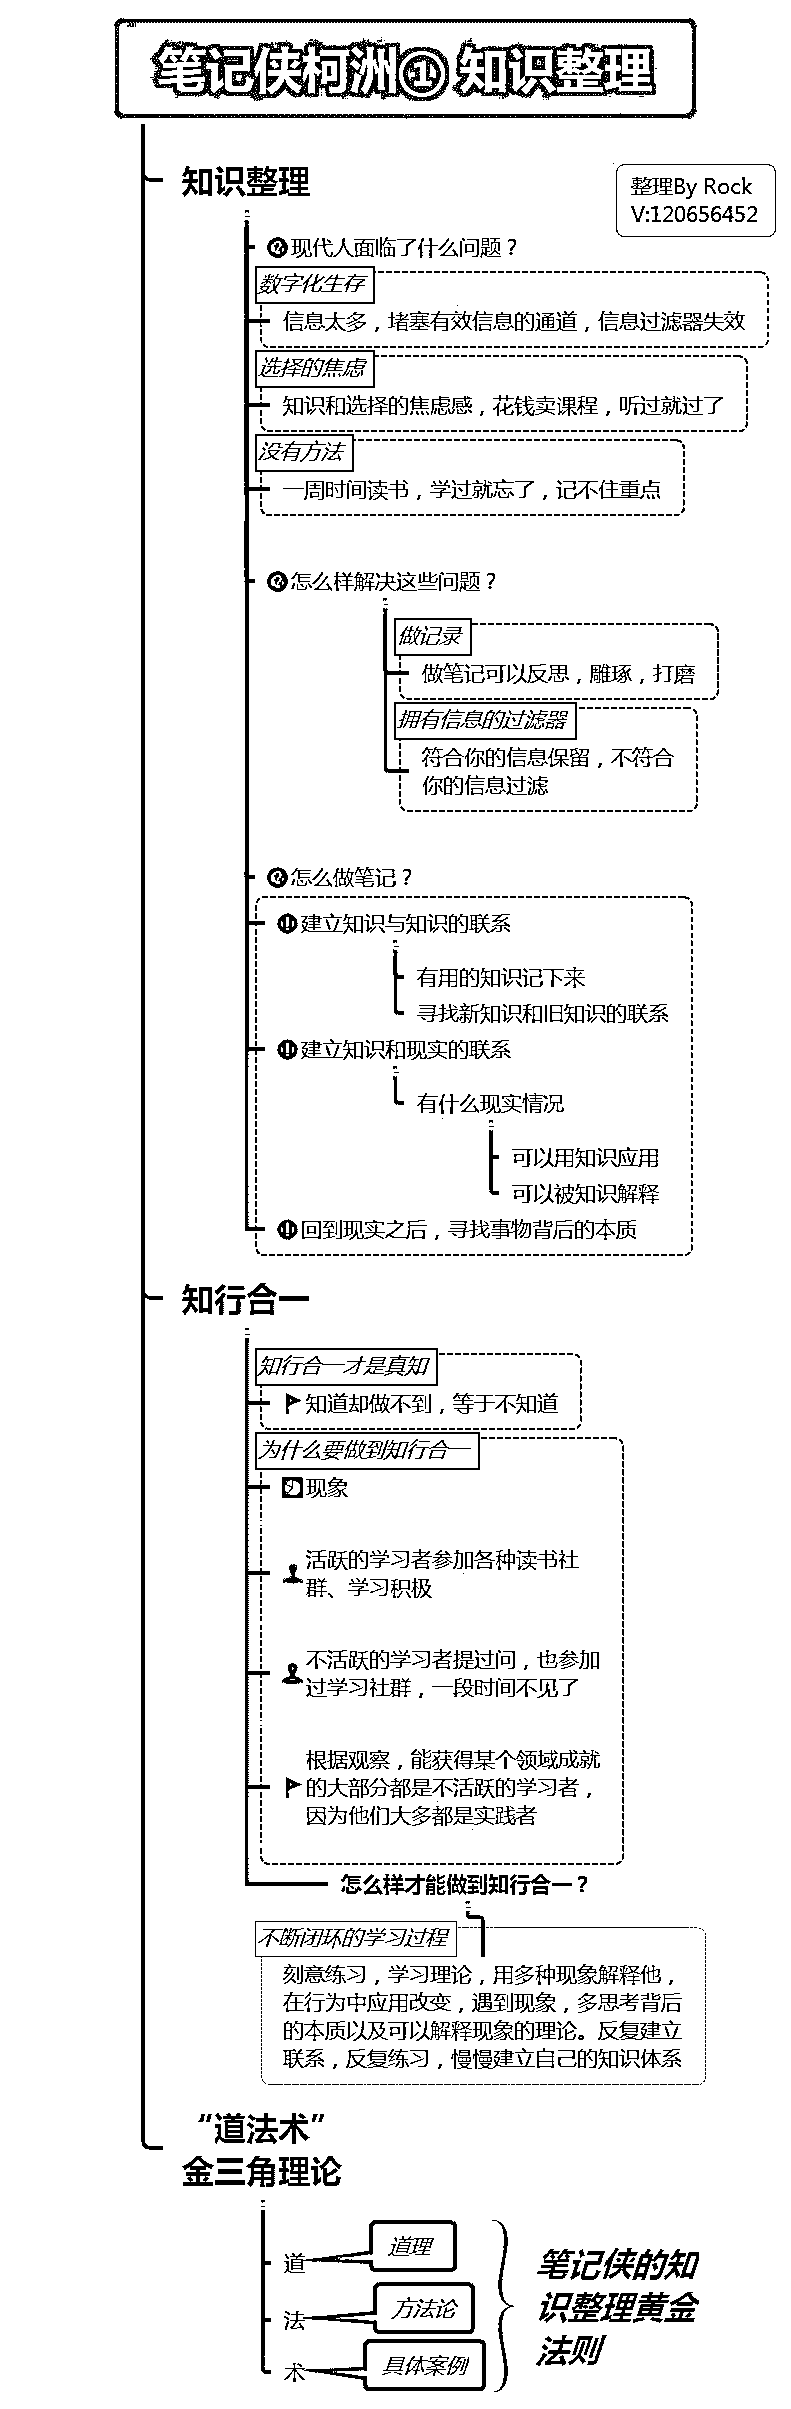 笔记侠柯洲① 知识整理
知识整理
整理By Rock
V:120656452
现代人面临了什么问题？
数字化生存
信息太多，堵塞有效信息的通道，信息过滤器失效
选择的焦虑
知识和选择的焦虑感，花钱卖课程，听过就过了
没有方法
一周时间读书，学过就忘了，记不住重点
怎么样解决这些问题？
做记录
做笔记可以反思，雕琢，打磨
拥有信息的过滤器
符合你的信息保留，不符合
你的信息过滤
怎么做笔记？
建立知识与知识的联系
有用的知识记下来
寻找新知识和旧知识的联系
建立知识和现实的联系
有什么现实情况
可以用知识应用
可以被知识解释
回到现实之后，寻找事物背后的本质
知行合一
知行合一才是真知
知道却做不到，等于不知道
为什么要做到知行合一
现象
活跃的学习者参加各种读书社
群、学习积极
不活跃的学习者提过问，也参加
过学习社群，一段时间不见了
根据观察，能获得某个领域成就
的大部分都是不活跃的学习者，
因为他们大多都是实践者
怎么样才能做到知行合一？
不断闭环的学习过程
刻意练习，学习理论，用多种现象解释他，
在行为中应用改变，遇到现象，多思考背后
的本质以及可以解释现象的理论。反复建立
联系，反复练习，慢慢建立自己的知识体系
“道法术”
金三角理论
道
道理
法
方法论
术
具体案例
笔记侠的知
识整理黄金
法则